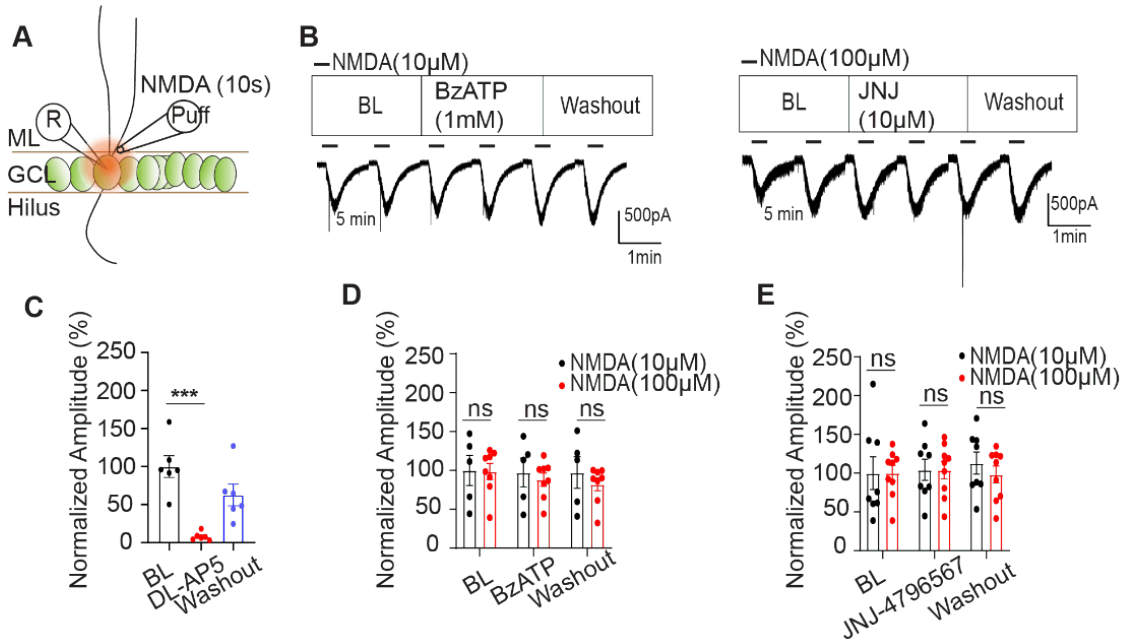 A
NMDA (10s)
R
Puff
ML
GCL
Hilus
B
NMDA(10µM)
BL
BzATP
(1mM)
Washout
5 min
500pA
1min
NMDA(100µM)
BL
JNJ
(10µM)
Washout
5 min
500pA
1min
C
Normalized Amplitude (%)
250
200
150
100
50
0
***
BL
DL-AP5
Washout
D
Normalized Amplitude (%)
250
200
150
100
50
0
NMDA(10µM)
NMDA(100µM)
ns
ns
ns
BL
BzATP
Washout
E
Normalized Amplitude (%)
250
200
150
100
50
0
NMDA(10µM)
NMDA(100µM)
ns
ns
ns
BL
JNJ-4796567
Washout